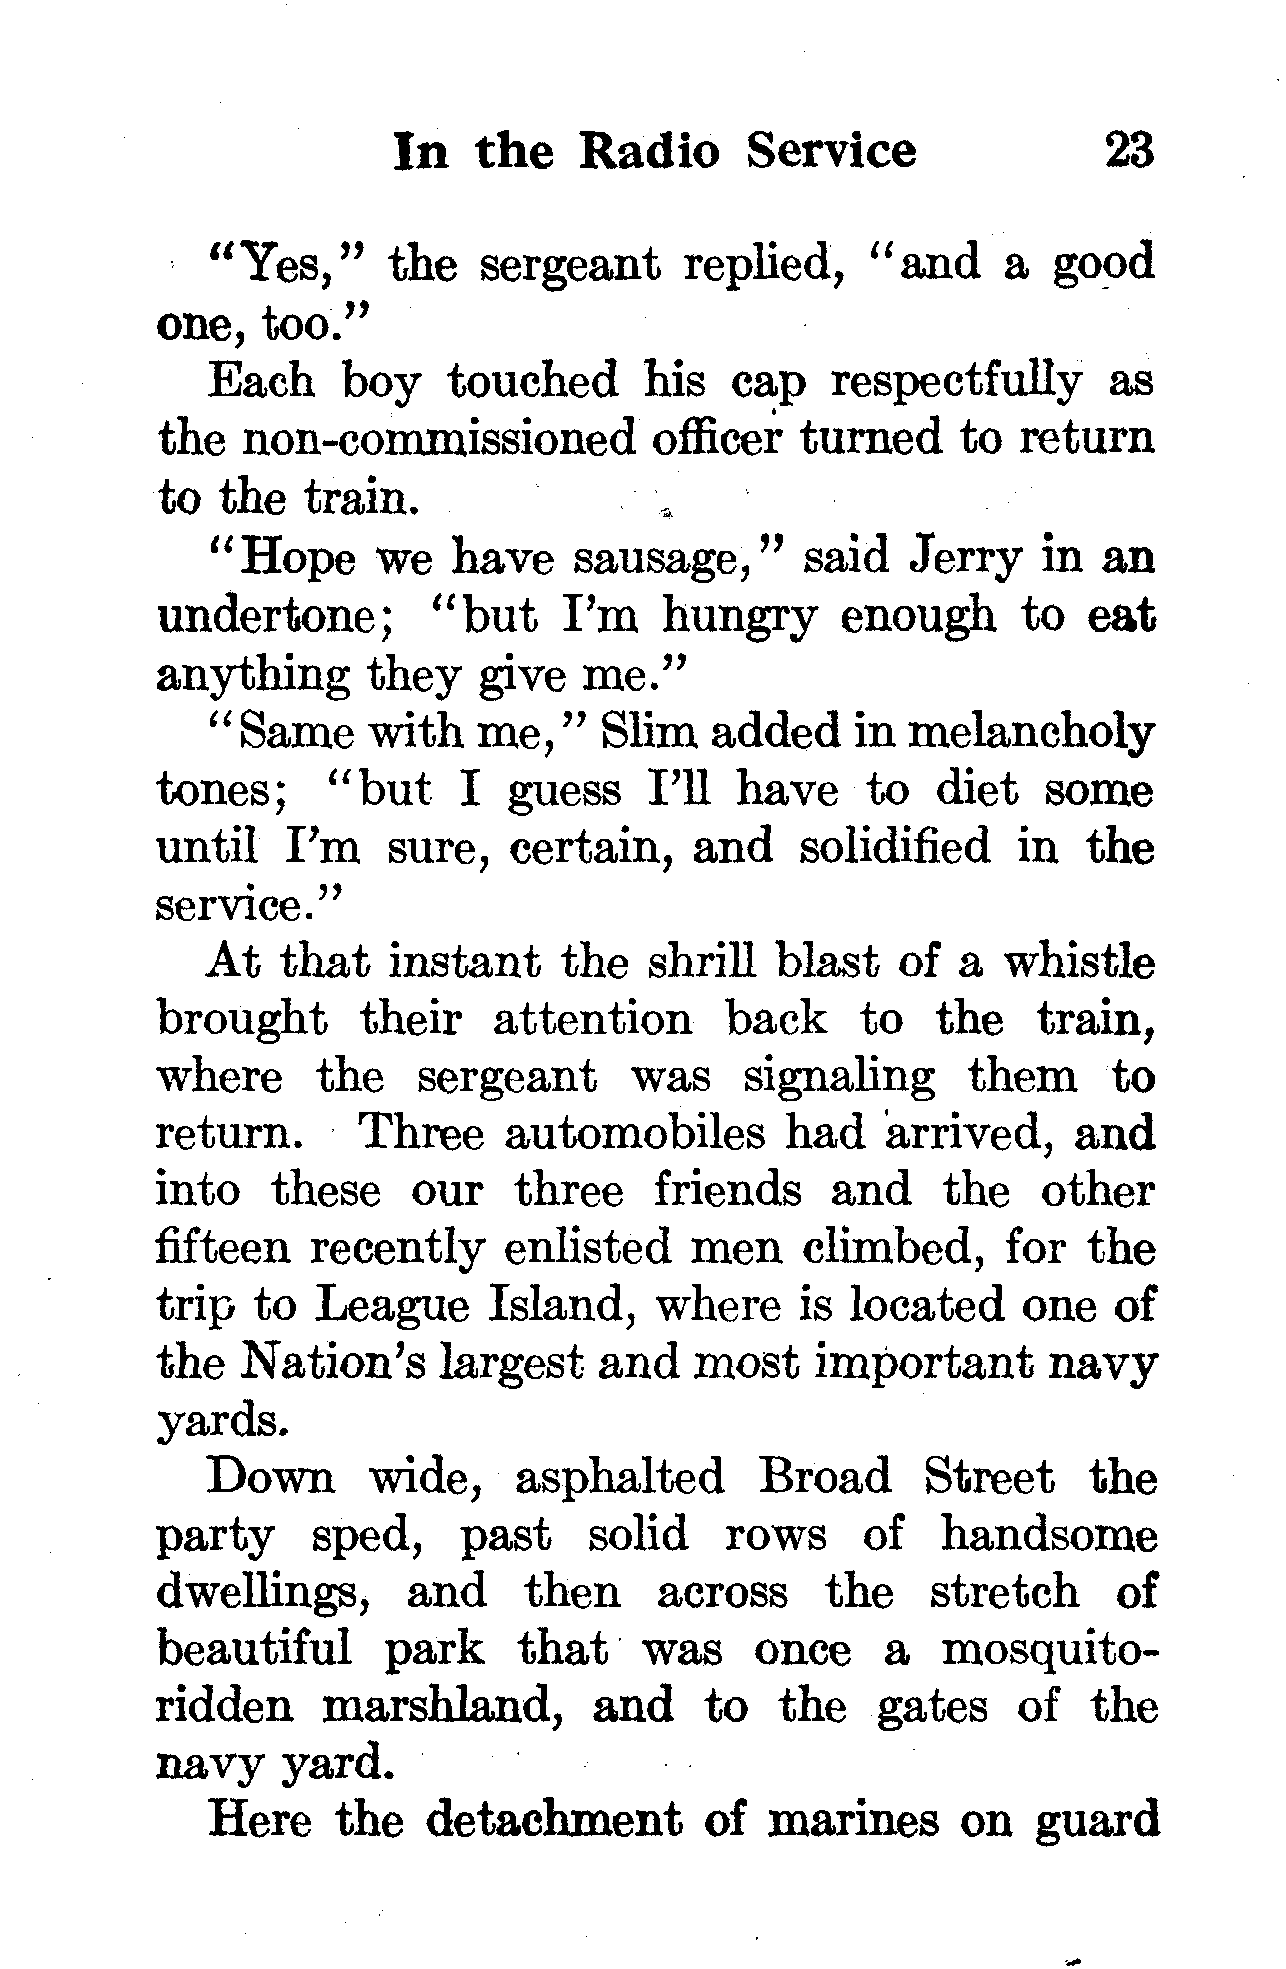 In the Radio Service 23
“Yes,” the sergeant replied, “and a good
one, too.”
Each boy touched his cap respectfully as
the non-commissioned officer turned to return
to the train.
“Hope we have sausage,” said Jerry in an
undertone; “but I’m hungry enough to eat
anything they give me.”
“Same with me,” Slim added in melancholy
tones; “but I guess I’ll have to diet some
until I’m sure, certain, and solidified in the
service.”
At that instant the shrill blast of a whistle
brought their attention back to the train,
where the sergeant was signaling them to
return. Three automobiles had arrived, and
into these our three friends and the other
fifteen recently enlisted men climbed, for the
trip to League Island, where is located one of
the Nation’s largest and most important navy
yards.
Down wide, asphalted Broad Street the
party sped, past solid rows of handsome
dwellings, and then across the stretch of
beautiful park that was once a mosquito-
ridden marshland, and to the gates of the
navy yard.
Here the detachment of marines on guard